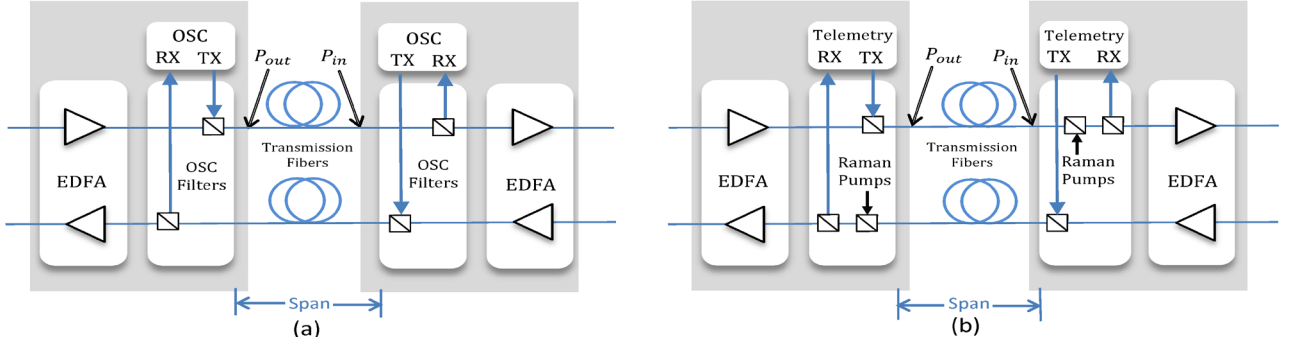 OSC
RX TX
P_out
P_in
OSC
TX RX
EDFA
OSC
Filters
Transmission
Fibers
OSC
Filters
EDFA
Span
(a)
Telemetry
RX TX
P_out
P_in
Telemetry
TX RX
EDFA
Raman
Pumps
Transmission
Fibers
Raman
Pumps
EDFA
Span
(b)